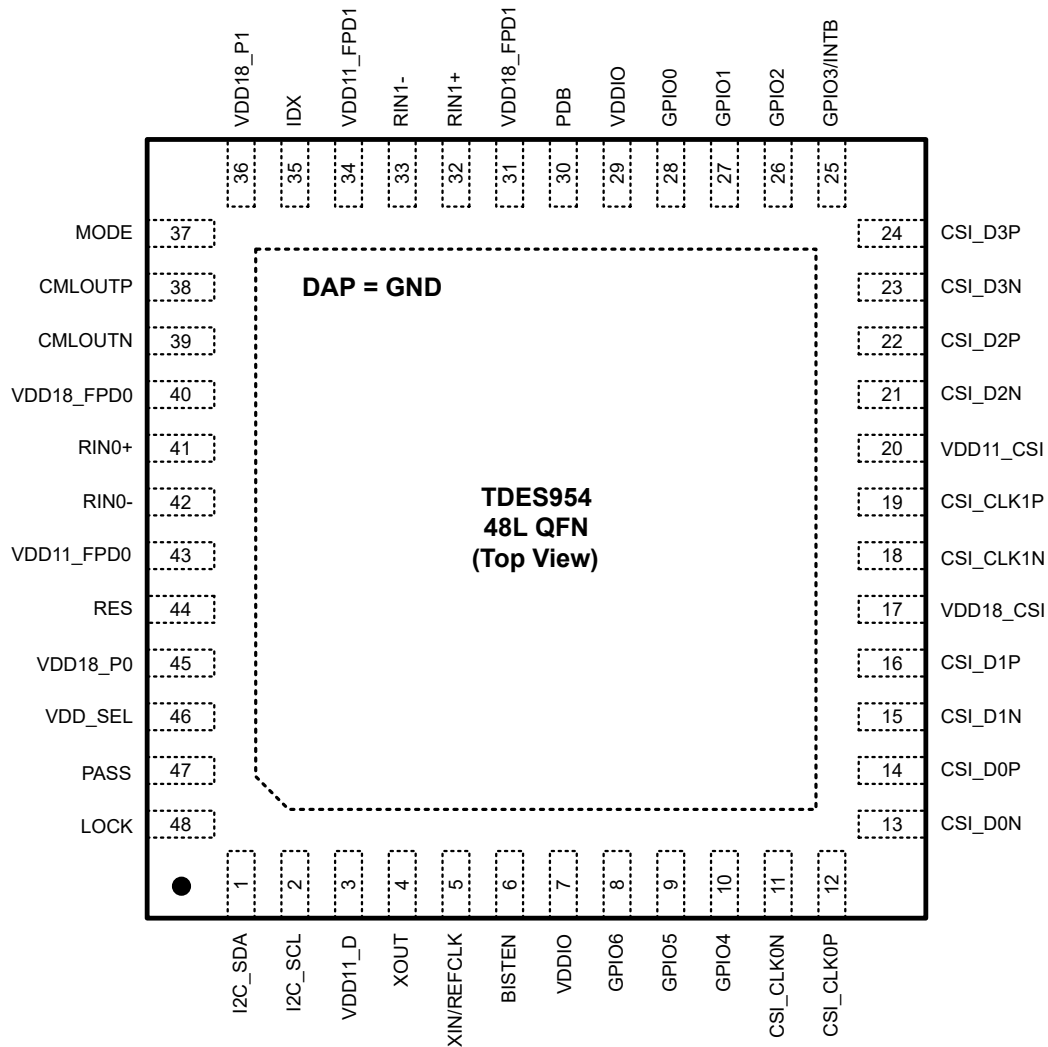 VDD18_P1
IDX
VDD11_FPD1
RIN1-
RIN1+
VDD18_FPD1
PDB
VDDIO
GPIO0
GPIO1
GPIO2
GPIO3/INTB
36
35
34
33
32
31
30
29
28
27
26
25
MODE 37
CMLOUTP 38
CMLOUTN 39
VDD18_FPD0 40
RIN0+ 41
RIN0- 42
VDD11_FPD0 43
RES 44
VDD18_P0 45
VDD_SEL 46
PASS 47
LOCK 48
DAP = GND
TDES954
48L QFN
(Top View)
24 CSI_D3P
23 CSI_D3N
22 CSI_D2P
21 CSI_D2N
20 VDD11_CSI
19 CSI_CLK1P
18 CSI_CLK1N
17 VDD18_CSI
16 CSI_D1P
15 CSI_D1N
14 CSI_D0P
13 CSI_D0N
1
2
3
4
5
6
7
8
9
10
11
12
I2C_SDA
I2C_SCL
VDD11_D
XOUT
XIN/REFCLK
BISTEN
VDDIO
GPIO6
GPIO5
GPIO4
CSI_CLK0N
CSI_CLK0P